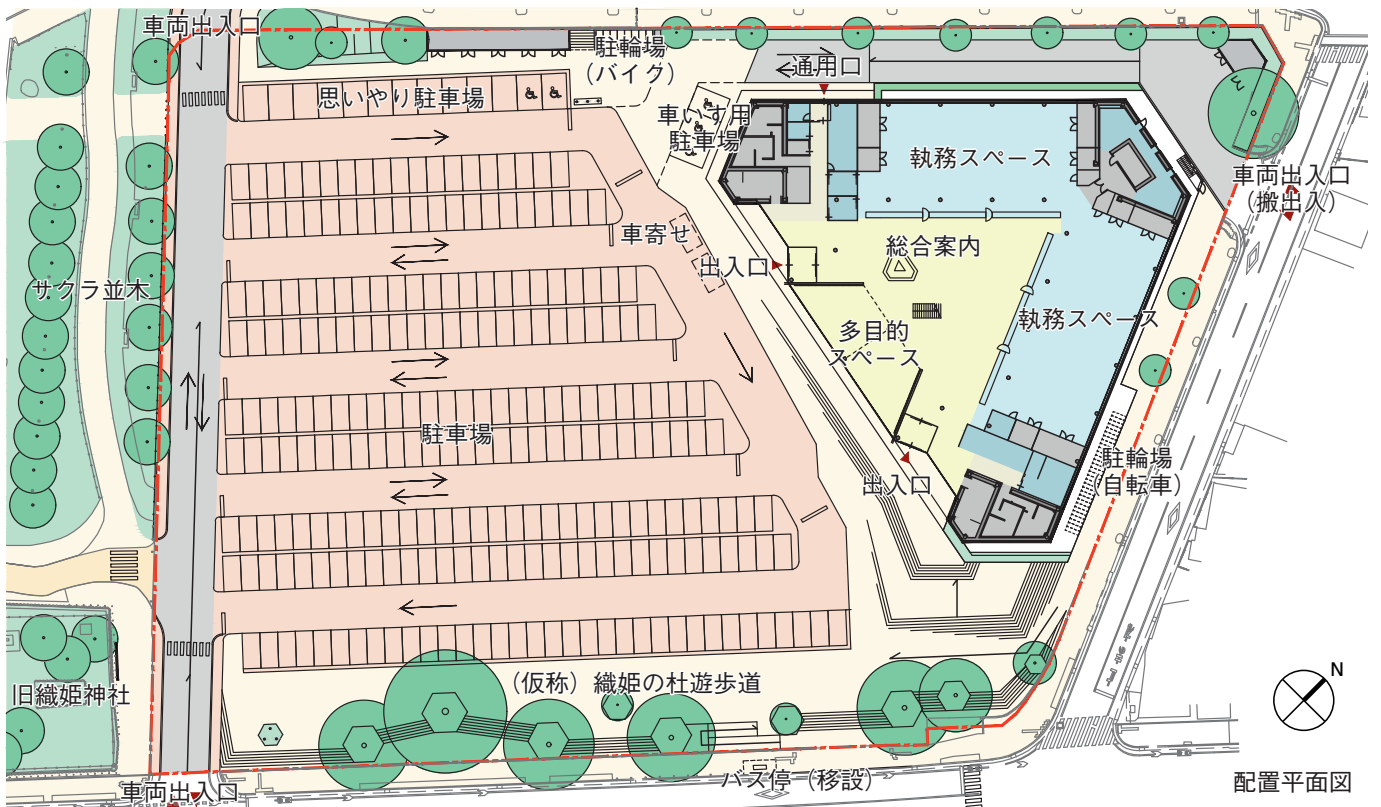 車両出入口
駐輪場
(バイク)
通用口
思いやり駐車場
車いす用
駐車場
執務スペース
車両出入口
(搬出入)
車寄せ
出入口
総合案内
サクラ並木
執務スペース
多目的
スペース
駐車場
駐輪場
(自転車)
出入口
旧織姫神社
(仮称)織姫の杜遊歩道
N
バス停(移設)
車両出入口
配置平面図